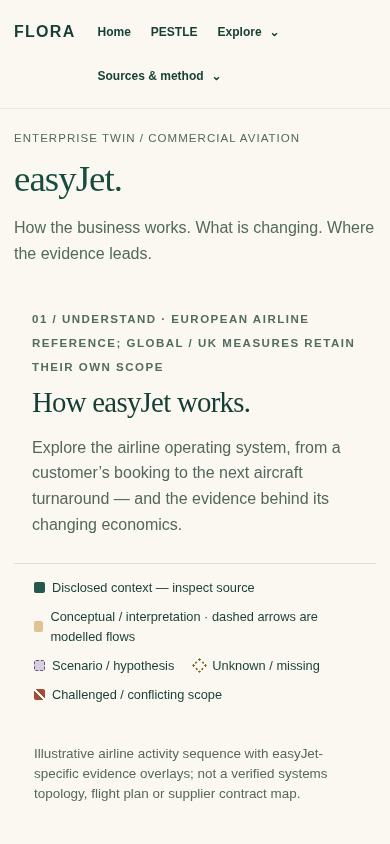 FLORA Home PESTLE Explore
Sources & method
ENTERPRISE TWIN / COMMERCIAL AVIATION
easyJet.
How the business works. What is changing. Where
the evidence leads.
01 / UNDERSTAND · EUROPEAN AIRLINE
REFERENCE; GLOBAL / UK MEASURES RETAIN
THEIR OWN SCOPE
How easyJet works.
Explore the airline operating system, from a
customer’s booking to the next aircraft
turnaround — and the evidence behind its
changing economics.
Disclosed context — inspect source
Conceptual / interpretation · dashed arrows are
modelled flows
Scenario / hypothesis Unknown / missing
Challenged / conflicting scope
Illustrative airline activity sequence with easyJet-
specific evidence overlays; not a verified systems
topology, flight plan or supplier contract map.